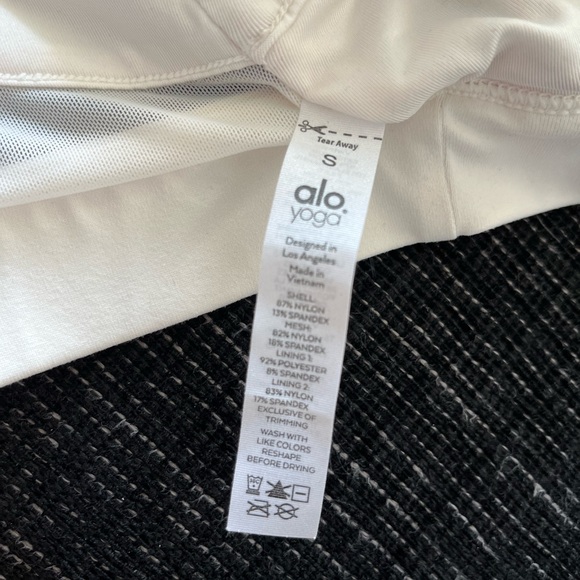 Tear Away
S
alo
yoga
Designed in
Los Angeles
Made in
Vietnam
SHELL:
87% NYLON
13% SPANDEX
MESH:
82% NYLON
18% SPANDEX
LINING 1:
92% POLYESTER
8% SPANDEX
LINING 2:
83% NYLON
17% SPANDEX
EXCLUSIVE OF
TRIMMING
WASH WITH
LIKE COLORS
RESHAPE
BEFORE DRYING